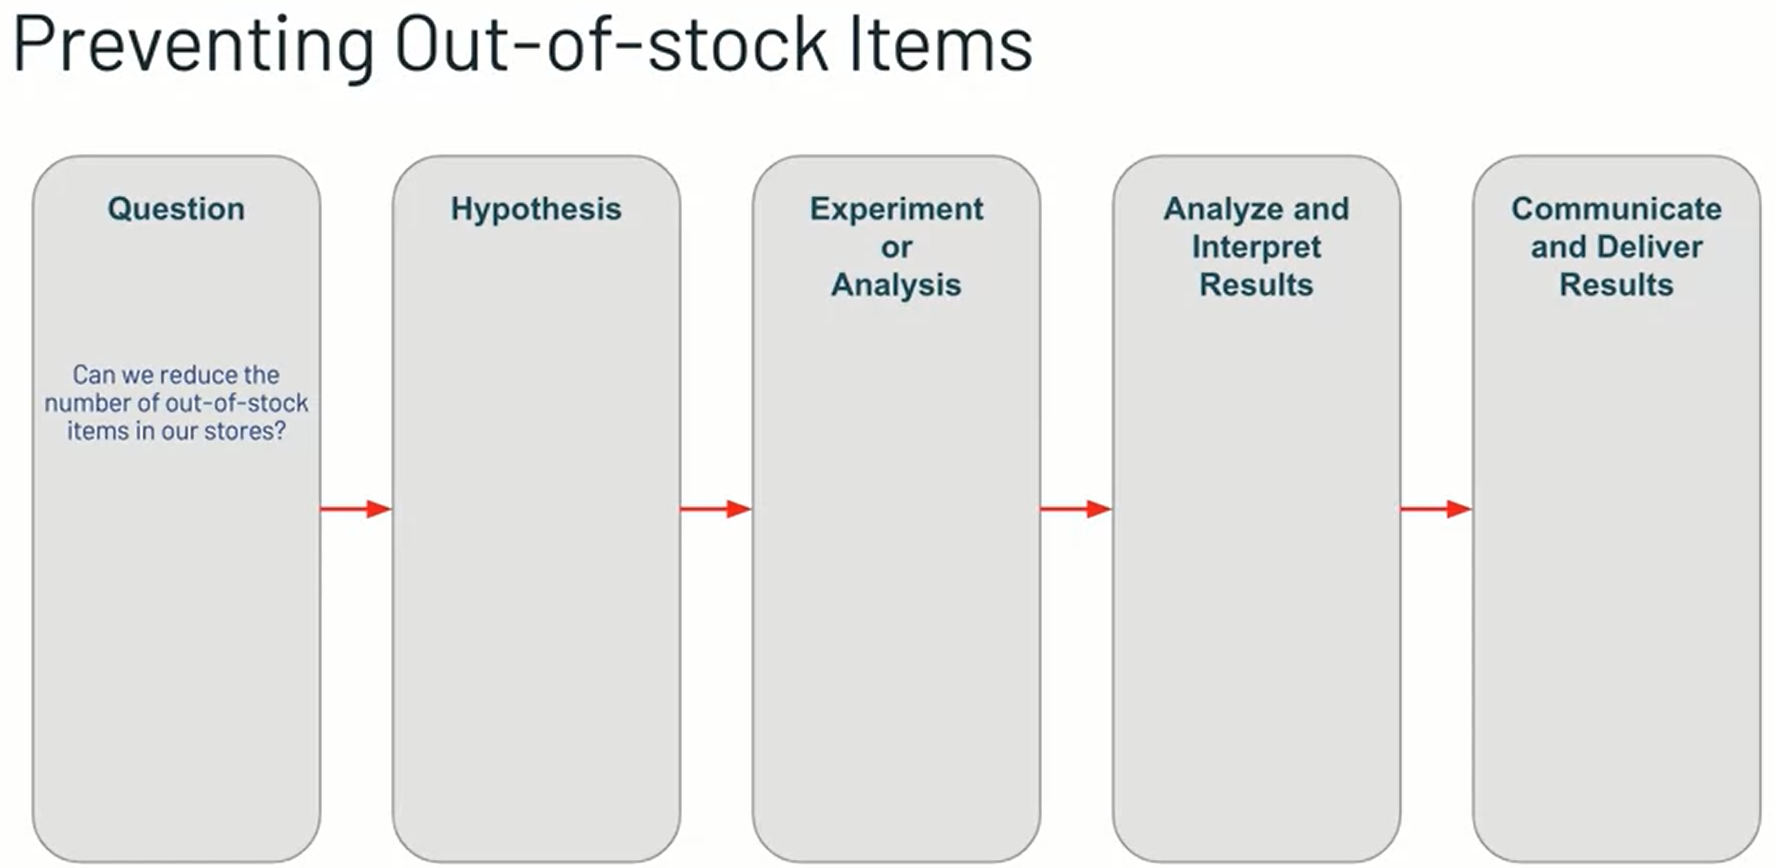 Preventing Out-of-stock Items
Question
Can we reduce the
number of out-of-stock
items in our stores?
Hypothesis
Experiment
or
Analysis
Analyze and
Interpret
Results
Communicate
and Deliver
Results